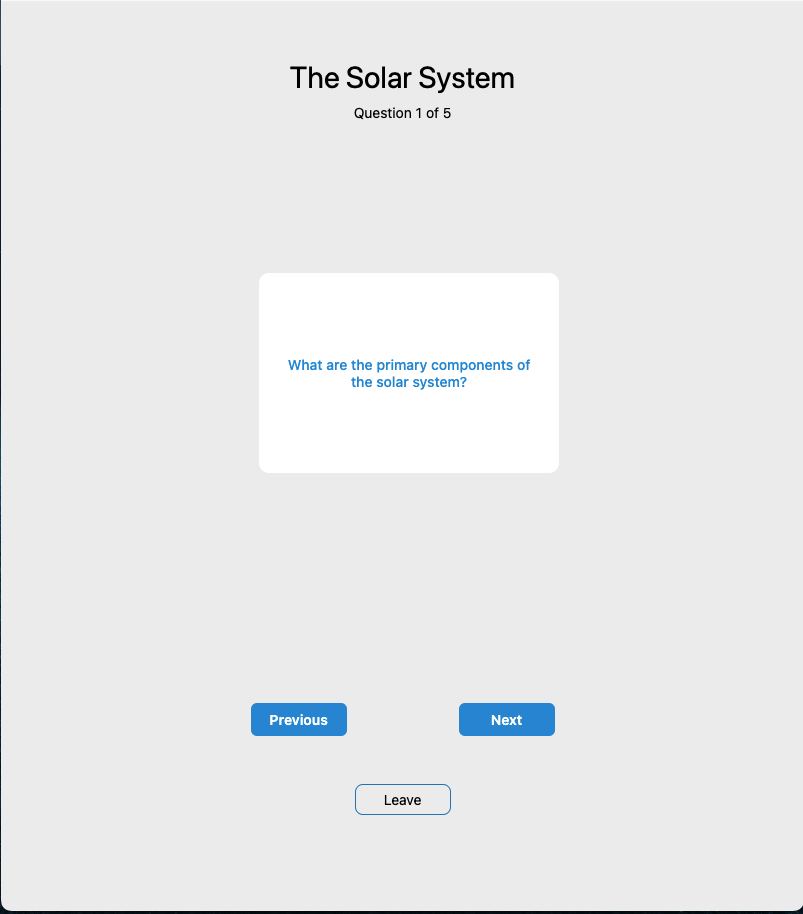 The Solar System
Question 1 of 5
What are the primary components of
the solar system?
Previous
Next
Leave